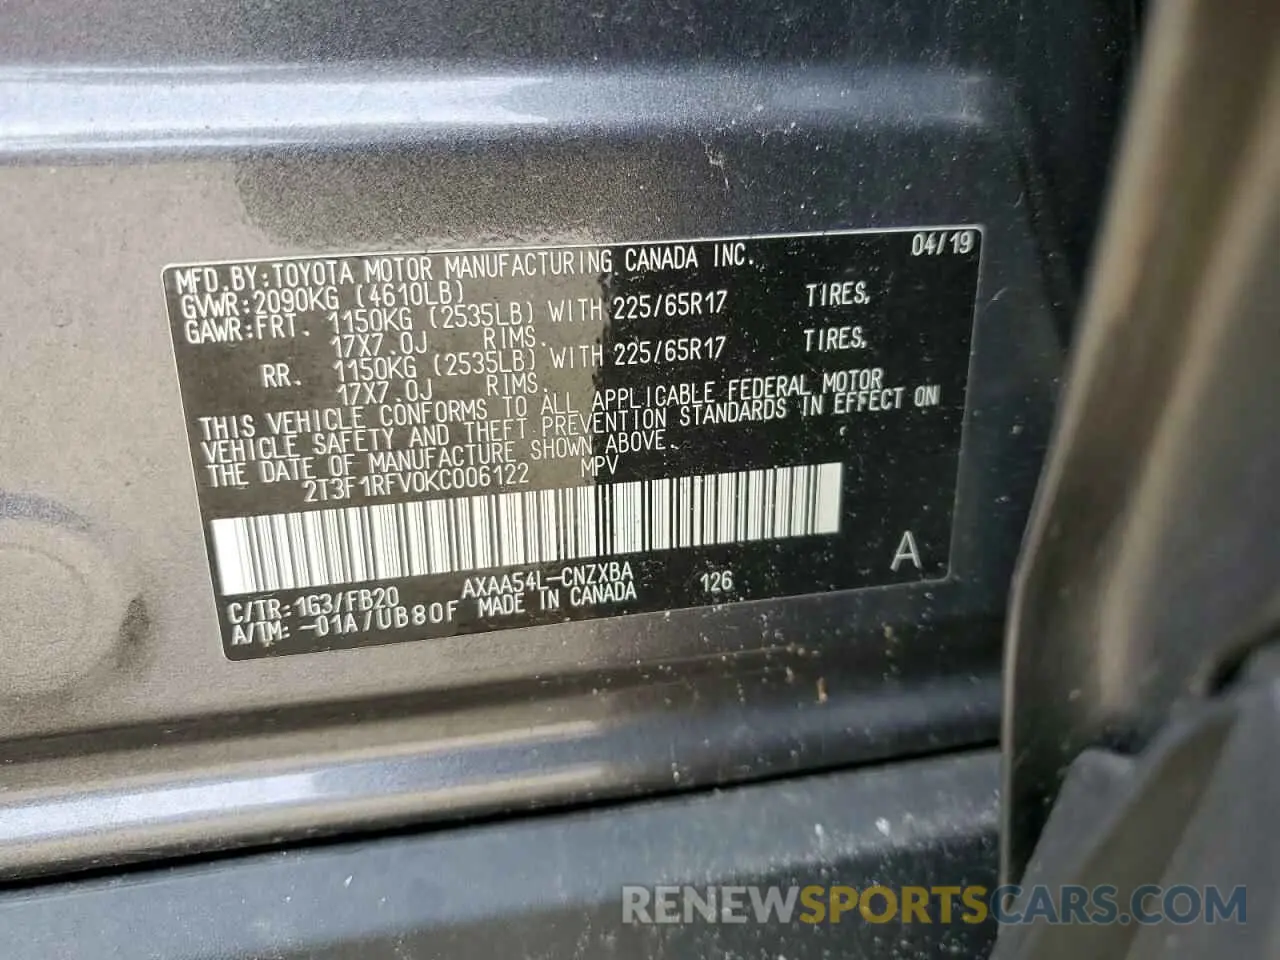 MFD.BY:TOYOTA MOTOR MANUFACTURING CANADA INC. 04/19
GVWR:2090KG (4610LB)
GAWR:FRT. 1150KG (2535LB) WITH 225/65R17 TIRES,
17X7.0J RIMS.
RR. 1150KG (2535LB) WITH 225/65R17 TIRES,
17X7.0J RIMS.
THIS VEHICLE CONFORMS TO ALL APPLICABLE FEDERAL MOTOR
VEHICLE SAFETY AND THEFT PREVENTION STANDARDS IN EFFECT ON
THE DATE OF MANUFACTURE SHOWN ABOVE.
2T3F1RFV0KC006122 MPV
A
C/TR:1G3/FB20 AXAA54L-CNZXBA 126
A/TM:-01A/UB80F MADE IN CANADA
RENEWSPORTSCARS.COM